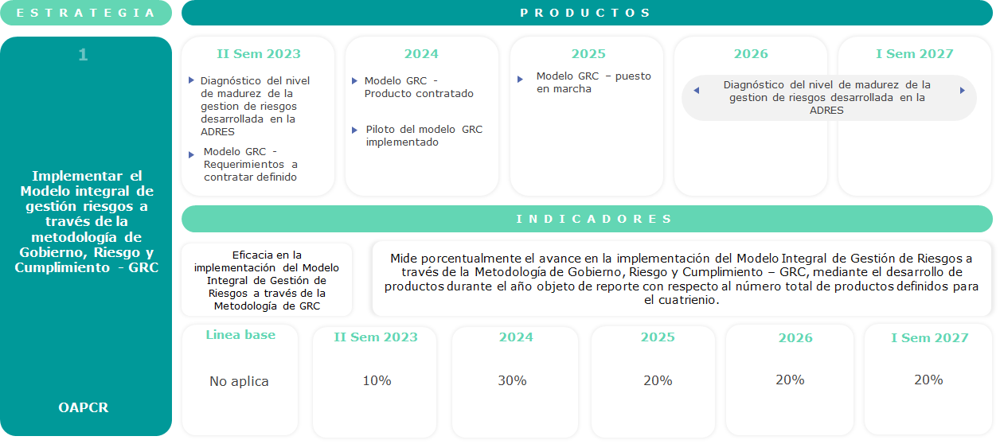 ESTRATEGIA
PRODUCTOS
1
Implementar el
Modelo integral de
gestión riesgos a
través de la
metodología de
Gobierno, Riesgo y
Cumplimiento - GRC
OAPCR
II Sem 2023
Diagnóstico del nivel
de madurez de la
gestion de riesgos
desarrollada en la
ADRES
Modelo GRC -
Requerimientos a
contratar definido
2024
Modelo GRC -
Producto contratado
Piloto del modelo GRC
implementado
2025
Modelo GRC – puesto
en marcha
2026
I Sem 2027
Diagnóstico del nivel de madurez de la
gestion de riesgos desarrollada en la
ADRES
INDICADORES
Eficacia en la
implementación del Modelo
Integral de Gestión de
Riesgos a través de la
Metodología de GRC
Mide porcentualmente el avance en la implementación del Modelo Integral de Gestión de Riesgos a
través de la Metodología de Gobierno, Riesgo y Cumplimiento – GRC, mediante el desarrollo de
productos durante el año objeto de reporte con respecto al número total de productos definidos para
el cuatrienio.
Linea base
No aplica
II Sem 2023
10%
2024
30%
2025
20%
2026
20%
I Sem 2027
20%